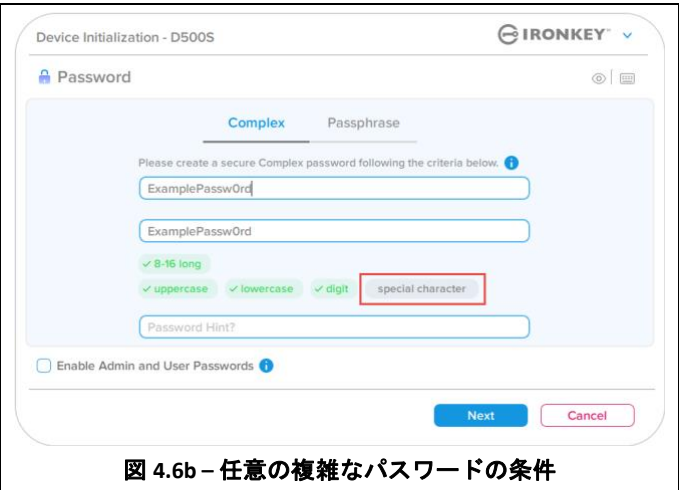 Device Initialization - D500S
IRONKEY™
Password
Complex Passphrase
Please create a secure Complex password following the criteria below.
ExamplePassw0rd
ExamplePassw0rd
✓ 8-16 long
✓ uppercase ✓ lowercase ✓ digit special character
Password Hint?
Enable Admin and User Passwords
Next Cancel
図 4.6b – 任意の複雑なパスワードの条件